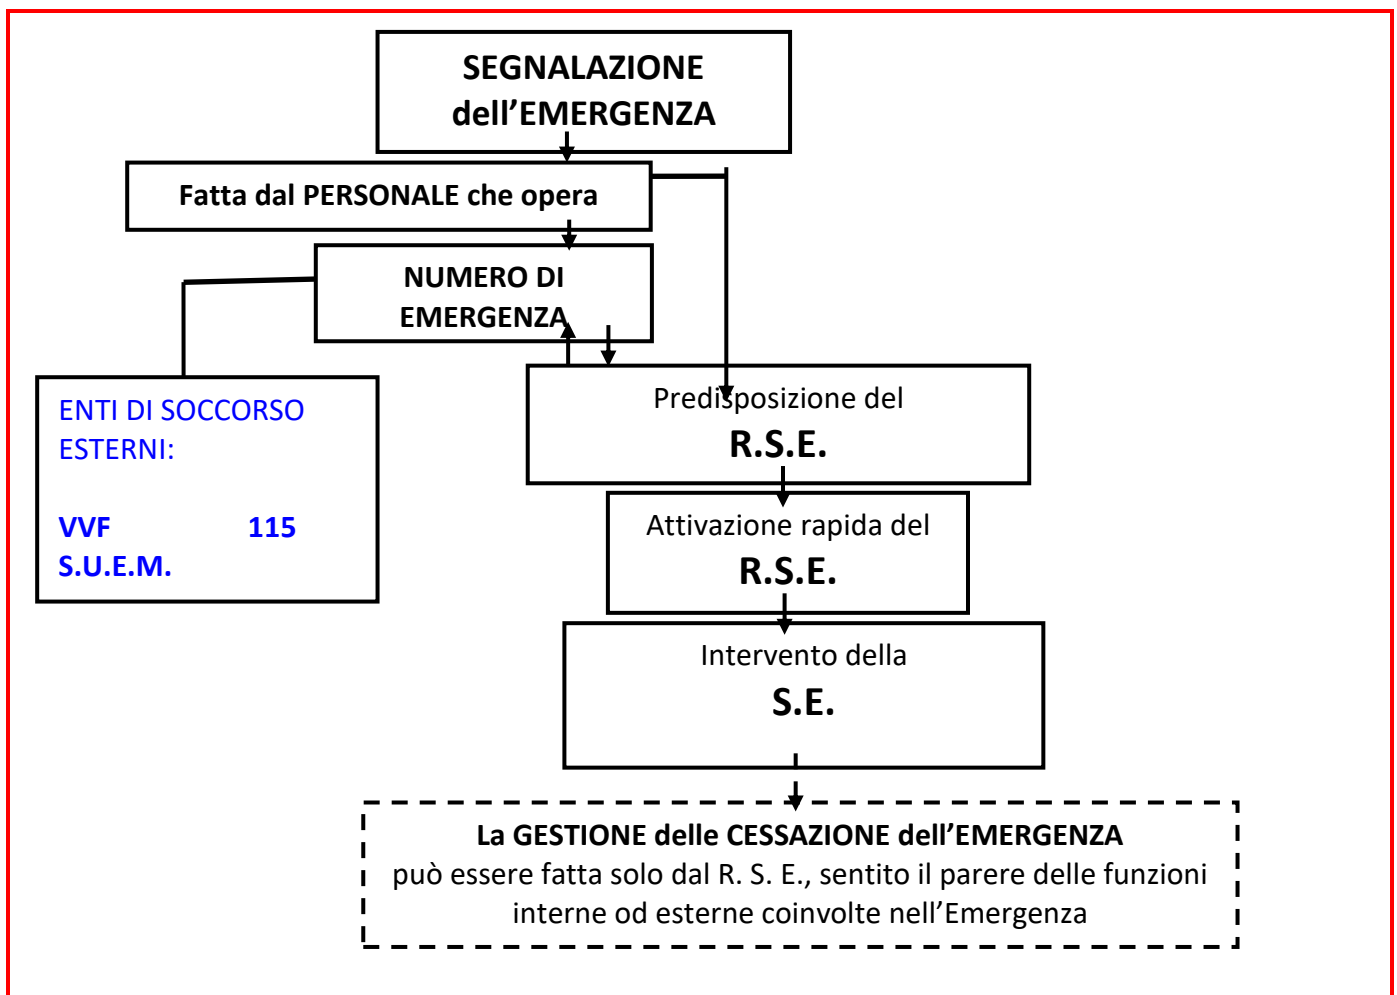 SEGNALAZIONE
dell’EMERGENZA
Fatta dal PERSONALE che opera
NUMERO DI
EMERGENZA
ENTI DI SOCCORSO
ESTERNI:
VVF 115
S.U.E.M.
Predisposizione del
R.S.E.
Attivazione rapida del
R.S.E.
Intervento della
S.E.
La GESTIONE delle CESSAZIONE dell’EMERGENZA
può essere fatta solo dal R. S. E., sentito il parere delle funzioni
interne od esterne coinvolte nell’Emergenza